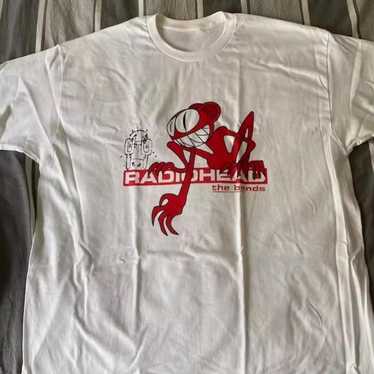 RADIOHEAD
the bends